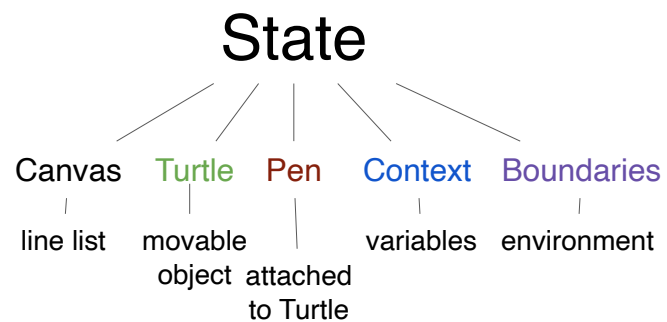 State
Canvas Turtle Pen Context Boundaries
line list
movable
object
attached
to Turtle
variables
environment